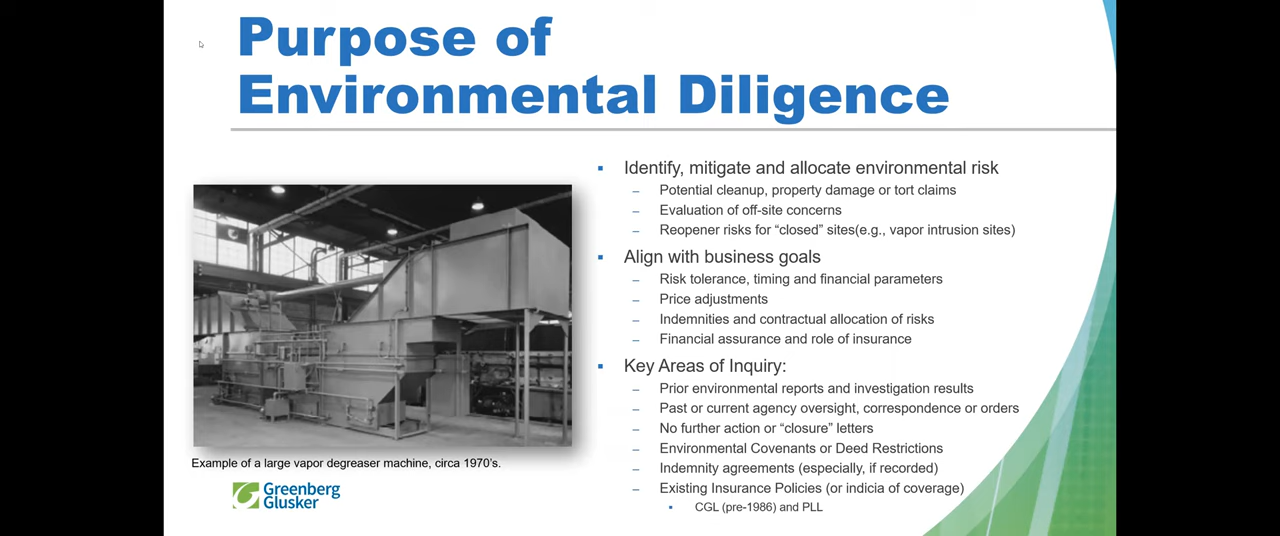 Purpose of
Environmental Diligence
Identify, mitigate and allocate environmental risk
Potential cleanup, property damage or tort claims
Evaluation of off-site concerns
Reopener risks for “closed” sites(e.g., vapor intrusion sites)
Align with business goals
Risk tolerance, timing and financial parameters
Price adjustments
Indemnities and contractual allocation of risks
Financial assurance and role of insurance
Key Areas of Inquiry:
Prior environmental reports and investigation results
Past or current agency oversight, correspondence or orders
No further action or “closure” letters
Environmental Covenants or Deed Restrictions
Indemnity agreements (especially, if recorded)
Existing Insurance Policies (or indicia of coverage)
CGL (pre-1986) and PLL
Example of a large vapor degreaser machine, circa 1970’s.
Greenberg
Glusker